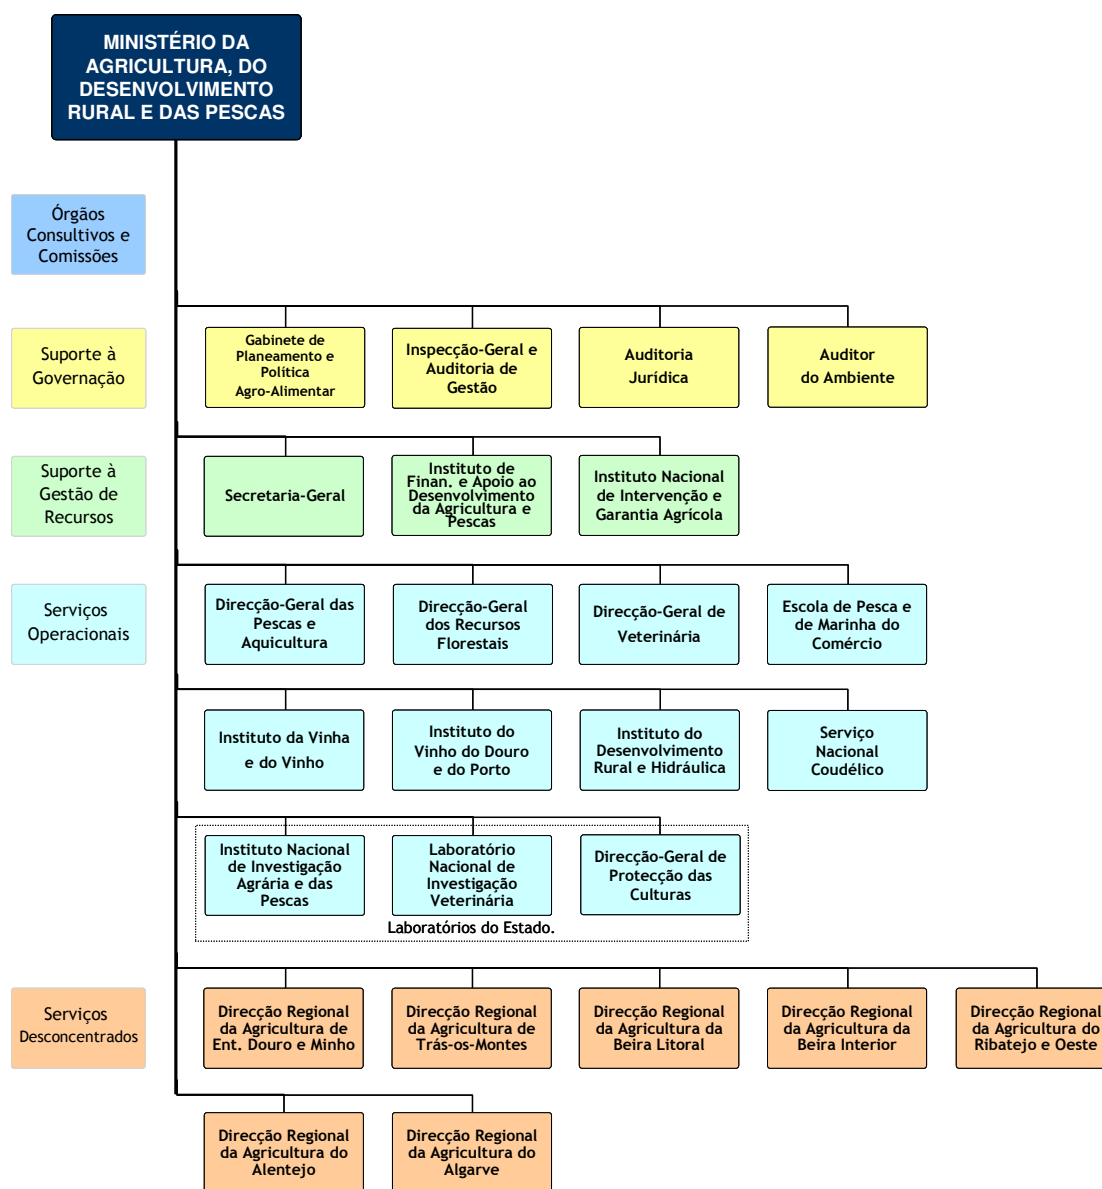 MINISTÉRIO DA
AGRICULTURA, DO
DESENVOLVIMENTO
RURAL E DAS PESCAS
Órgãos
Consultivos e
Comissões
Suporte à
Governação
Gabinete de
Planeamento e
Política
Agro-Alimentar
Inspecção-Geral e
Auditoria de
Gestão
Auditoria
Jurídica
Auditor
do Ambiente
Suporte à
Gestão de
Recursos
Secretaria-Geral
Instituto de
Finan. e Apoio ao
Desenvolvimento
da Agricultura e
Pescas
Instituto Nacional
de Intervenção e
Garantia Agrícola
Serviços
Operacionais
Direcção-Geral das
Pescas e
Aquicultura
Direcção-Geral
dos Recursos
Florestais
Direcção-Geral de
Veterinária
Escola de Pesca e
de Marinha do
Comércio
Instituto da Vinha
e do Vinho
Instituto do
Vinho do Douro
e do Porto
Instituto do
Desenvolvimento
Rural e Hidráulica
Serviço
Nacional
Coudélico
Instituto Nacional
de Investigação
Agrária e das
Pescas
Laboratório
Nacional de
Investigação
Veterinária
Direcção-Geral de
Protecção das
Culturas
Laboratórios do Estado.
Serviços
Desconcentrados
Direcção Regional
da Agricultura de
Ent. Douro e Minho
Direcção Regional
da Agricultura de
Trás-os-Montes
Direcção Regional
da Agricultura da
Beira Litoral
Direcção Regional
da Agricultura da
Beira Interior
Direcção Regional
da Agricultura do
Ribatejo e Oeste
Direcção Regional
da Agricultura do
Alentejo
Direcção Regional
da Agricultura do
Algarve